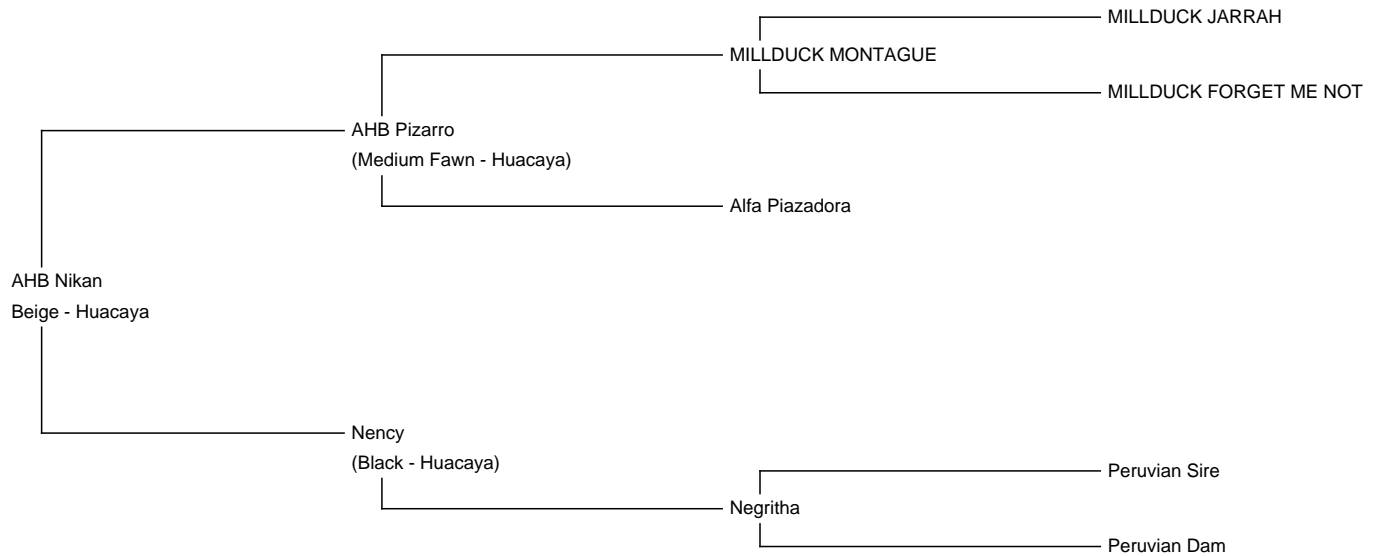 MILLDUCK JARRAH
MILLDUCK MONTAGUE
MILLDUCK FORGET ME NOT
AHB Pizarro
(Medium Fawn - Huacaya)
Alfa Piazadora
AHB Nikan
Beige - Huacaya
Nency
(Black - Huacaya)
Peruvian Sire
Negritha
Peruvian Dam